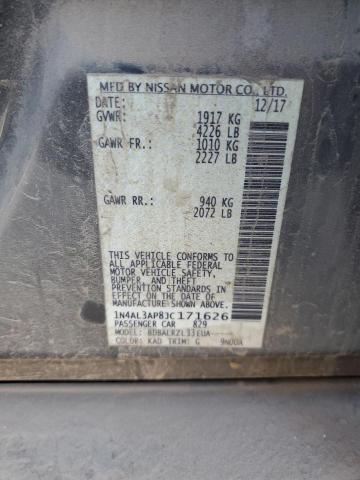 MFD BY NISSAN MOTOR CO., LTD.
DATE: 12/17
GVWR: 1917 KG
4226 LB
GAWR FR.: 1010 KG
2227 LB
GAWR RR.: 940 KG
2072 LB
THIS VEHICLE CONFORMS TO
ALL APPLICABLE FEDERAL
MOTOR VEHICLE SAFETY,
BUMPER, AND THEFT
PREVENTION STANDARDS
IN EFFECT ON THE DATE OF
MANUFACTURE SHOWN
ABOVE.
1N4AL3AP8JC171626
PASSENGER CAR 829
MODEL: BDBALRZL33EUA-----
COLOR: KAD TRIM: G 9N00A